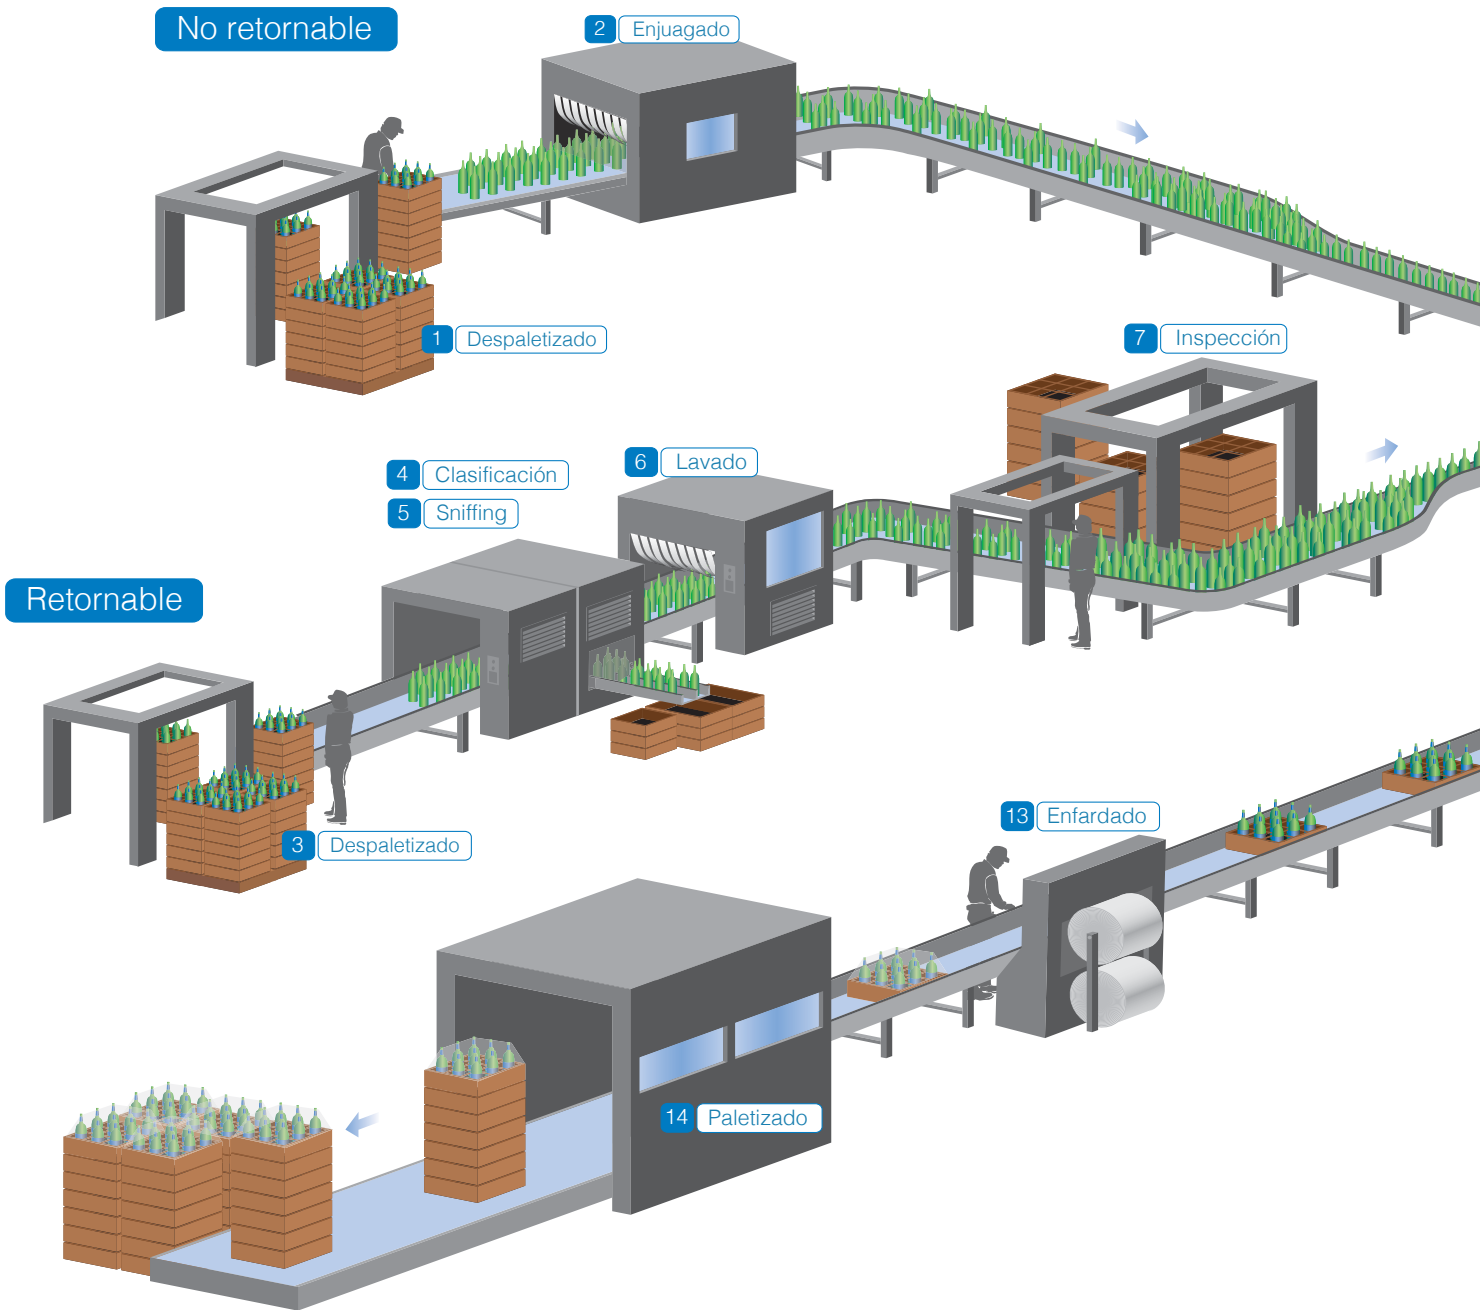 No retornable
2 Enjuagado
1 Despaletizado
7 Inspección
4 Clasificación
6 Lavado
5 Sniffing
Retornable
13 Enfardado
3 Despaletizado
14 Paletizado